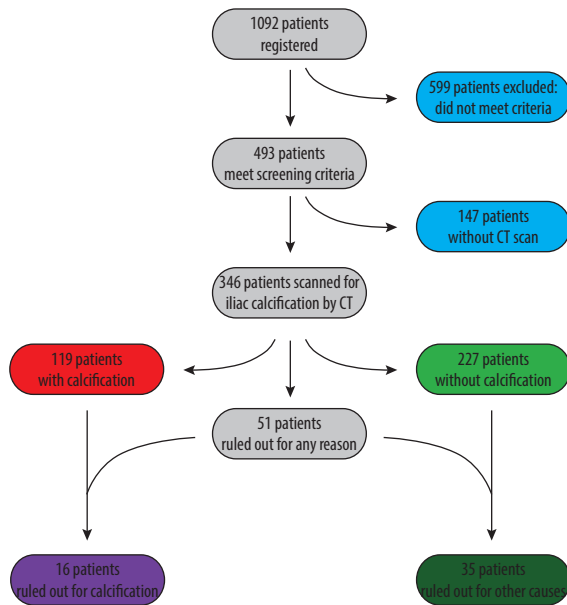 1092 patients
registered
599 patients excluded:
did not meet criteria
493 patients
meet screening criteria
147 patients
without CT scan
346 patients scanned for
iliac calcification by CT
119 patients
with calcification
227 patients
without calcification
51 patients
ruled out for any reason
16 patients
ruled out for calcification
35 patients
ruled out for other causes